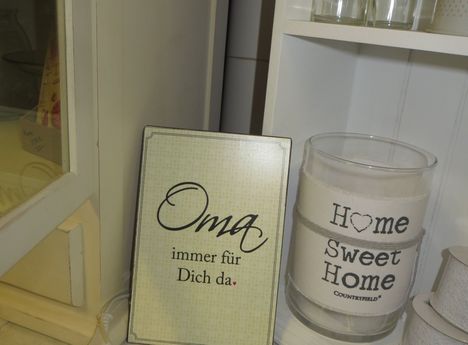 Oma
immer für
Dich da.
Home
Sweet
Home
COUNTRYFIELD®